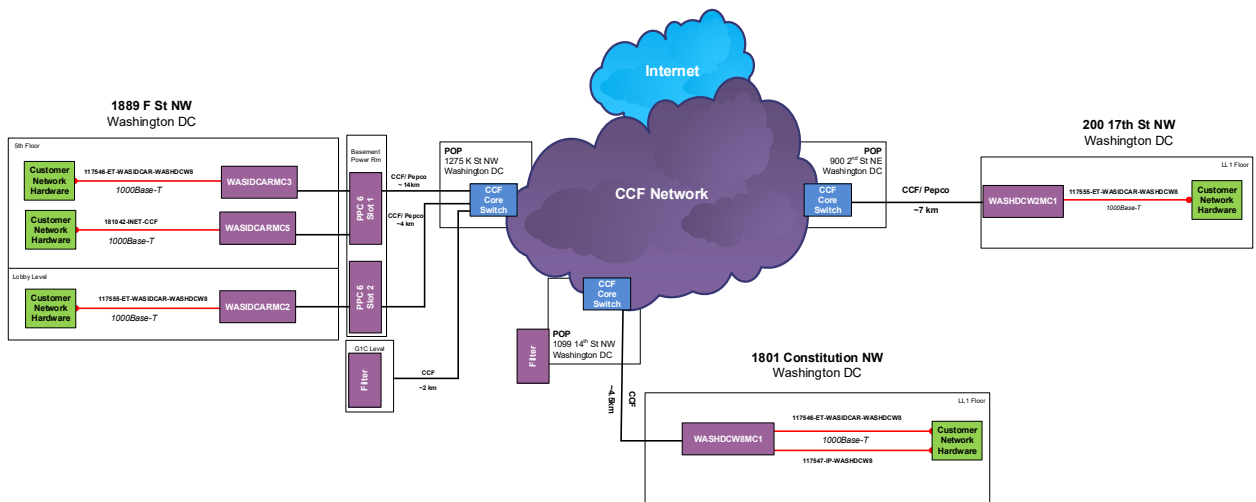 Internet
CCF Network
1889 F St NW
Washington DC
5th Floor
Customer
Network
Hardware
117546-ET-WASIDCAR-WASHDCW8
1000Base-T
WASIDCARMC3
Customer
Network
Hardware
181042-INET-CCF
1000Base-T
WASIDCARMC5
Lobby Level
Customer
Network
Hardware
117555-ET-WASIDCAR-WASHDCW8
1000Base-T
WASIDCARMC2
Basement
Power Rm
PPC 6
Slot 1
PPC 6
Slot 2
G1C Level
Filter
CCF/ Pepco
~ 14km
CCF/ Pepco
~4 km
CCF
~2 km
POP
1275 K St NW
Washington DC
CCF
Core
Switch
POP
900 2nd St NE
Washington DC
CCF
Core
Switch
CCF/ Pepco
~7 km
200 17th St NW
Washington DC
LL1 Floor
WASHDCW2MC1
117555-ET-WASIDCAR-WASHDCW8
1000Base-T
Customer
Network
Hardware
CCF
Core
Switch
POP
1099 14th St NW
Washington DC
Filter
CCF
~4.5km
1801 Constitution NW
Washington DC
LL1 Floor
WASHDCW8MC1
117546-ET-WASIDCAR-WASHDCW8
1000Base-T
117547-IP-WASHDCW8
Customer
Network
Hardware